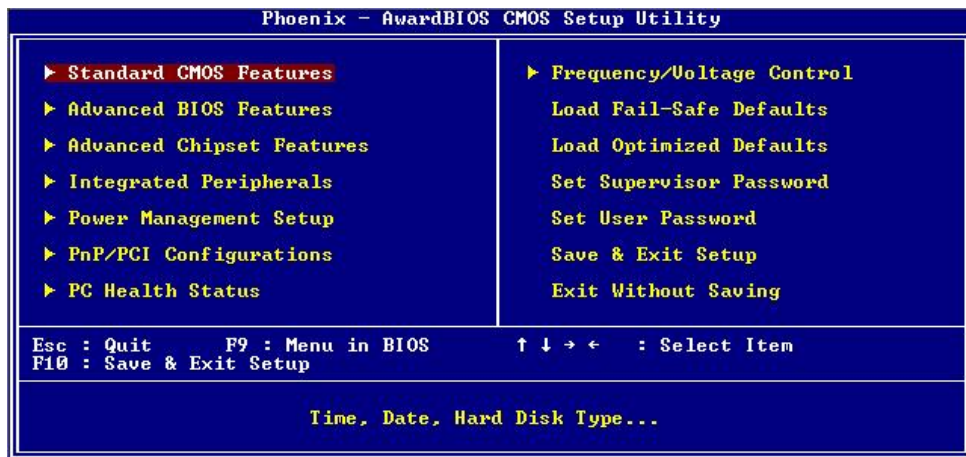 Phoenix - AwardBIOS CMOS Setup Utility
▶ Standard CMOS Features
▶ Advanced BIOS Features
▶ Advanced Chipset Features
▶ Integrated Peripherals
▶ Power Management Setup
▶ PnP/PCI Configurations
▶ PC Health Status
▶ Frequency/Voltage Control
Load Fail-Safe Defaults
Load Optimized Defaults
Set Supervisor Password
Set User Password
Save & Exit Setup
Exit Without Saving
Esc : Quit F9 : Menu in BIOS ↑ ↓ → ← : Select Item
F10 : Save & Exit Setup
Time, Date, Hard Disk Type...